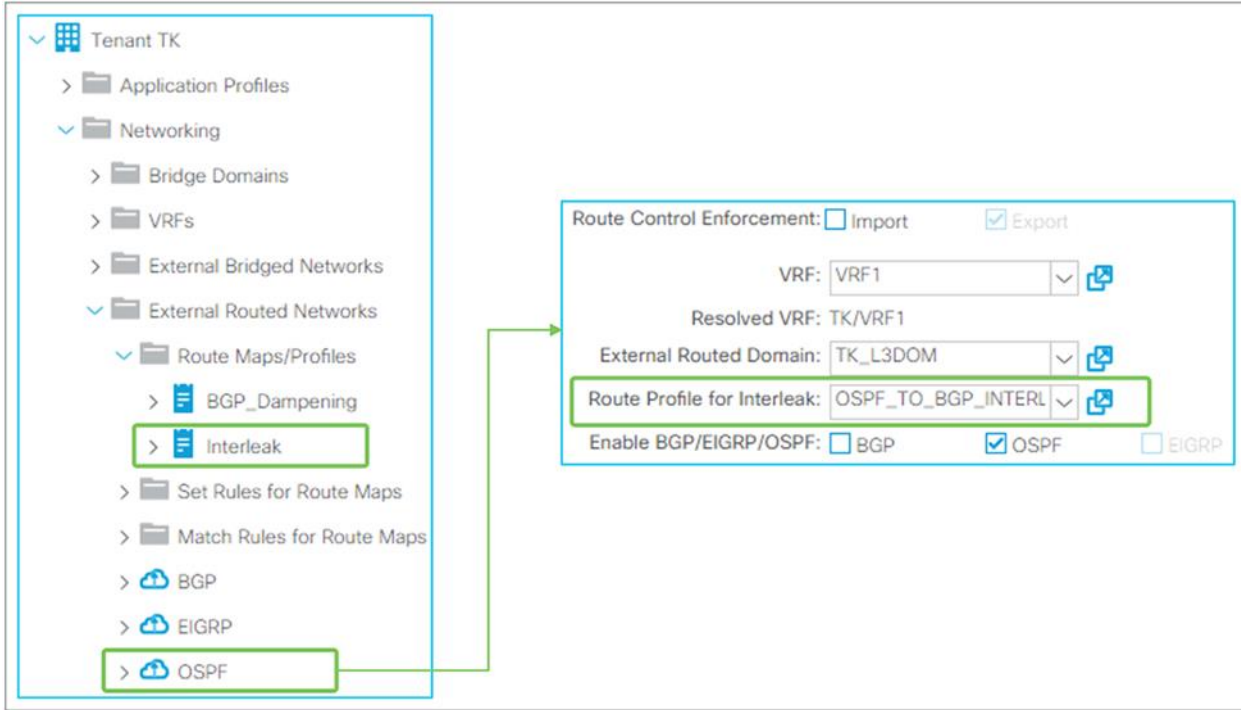 Tenant TK
Application Profiles
Networking
Bridge Domains
VRFs
External Bridged Networks
External Routed Networks
Route Maps/Profiles
BGP_Dampening
Interleak
Set Rules for Route Maps
Match Rules for Route Maps
BGP
EIGRP
OSPF
Route Control Enforcement: Import Export
VRF: VRF1
Resolved VRF: TK/VRF1
External Routed Domain: TK_L3DOM
Route Profile for Interleak: OSPF_TO_BGP_INTERL
Enable BGP/EIGRP/OSPF: BGP OSPF EIGRP